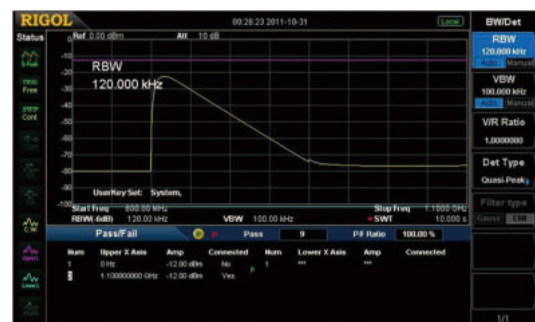 RIGOL 00:26:23 2011-10-31 Local BW/Det
Status Ref 0.00 dBm Att 10 dB RBW
120.000 kHz
Auto Manual
RBW
120.000 kHz
VBW
100.000 kHz
Auto Manual
Free
Cont
V/R Ratio
1.0000000
Det Type
Quasi-Peak
Filter type
Gauss EMI
0
-10
-20
-30
-40
-50
-60
-70
-80
-90
-100
UserKey Set: System,
Start Freq 600.00 MHz Stop Freq 1.1000 GHz
RBW(-6dB) 120.00 kHz VBW 100.00 kHz SWT 10.000 s
Pass/Fail Pass 9 P/F Ratio 100.00 %
Num Upper X Axis Amp Connected Num Lower X Axis Amp Connected
1 0 Hz -12.00 dBm No 1 *** ***
2 1.100000000 GHz -12.00 dBm Yes
1/1